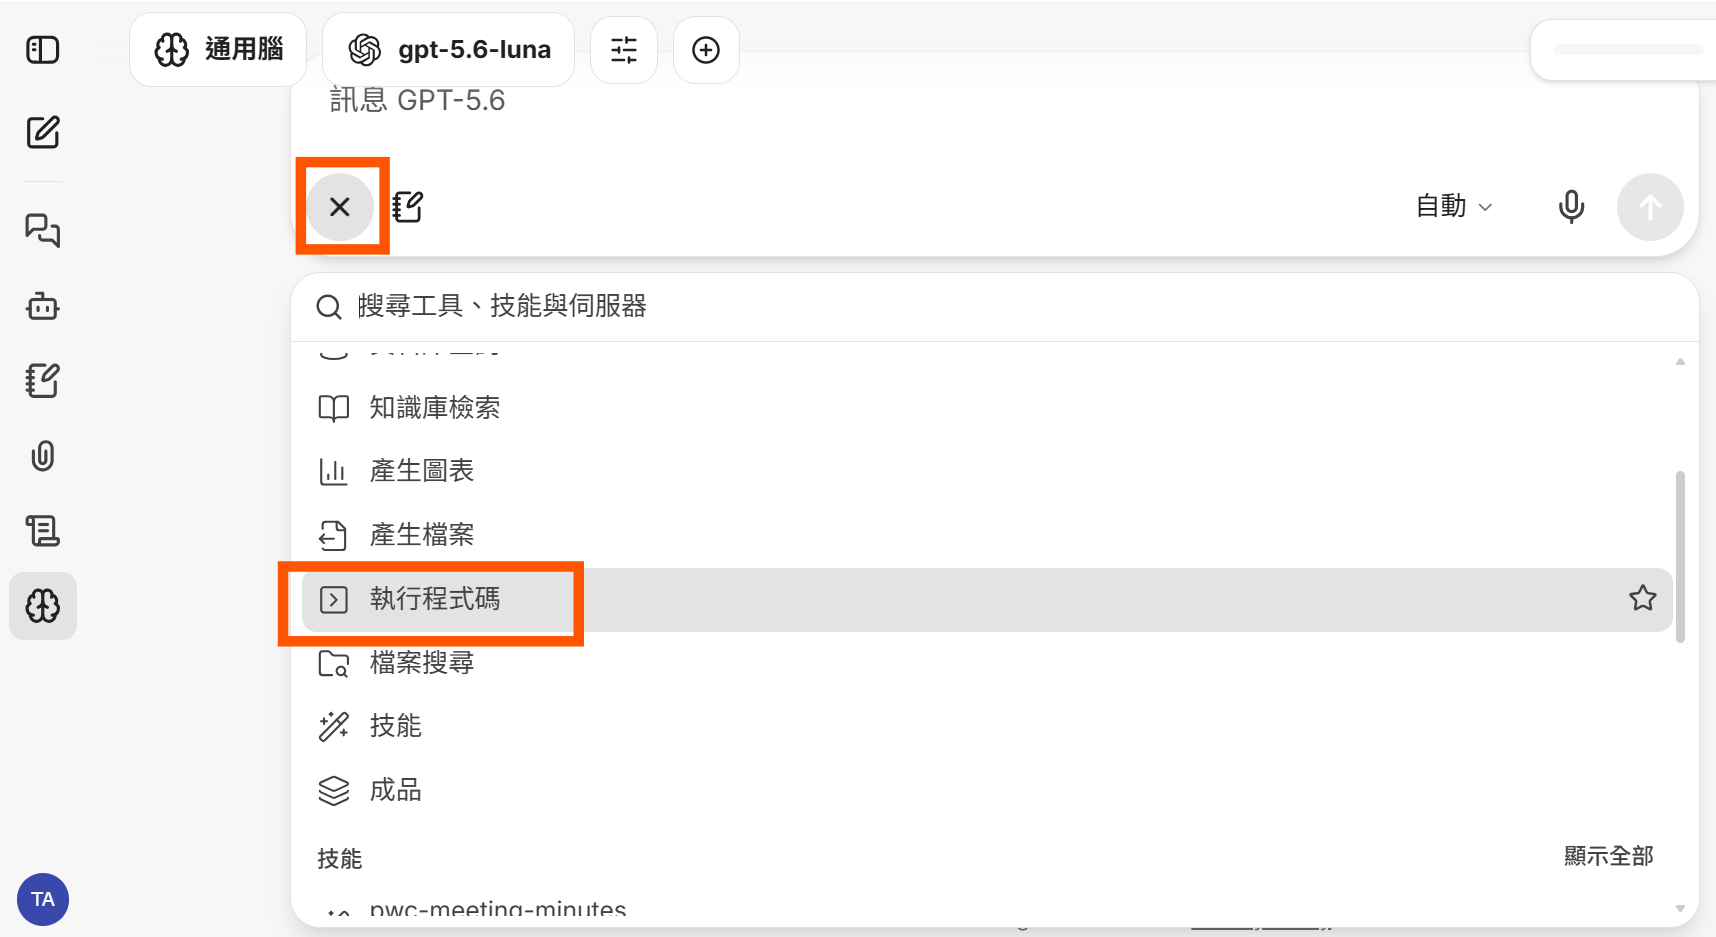 通用腦
gpt-5.6-luna
訊息 GPT-5.6
自動
搜尋工具、技能與伺服器
知識庫檢索
產生圖表
產生檔案
執行程式碼
檔案搜尋
技能
成品
技能
顯示全部
pwc-meeting-minutes
TA